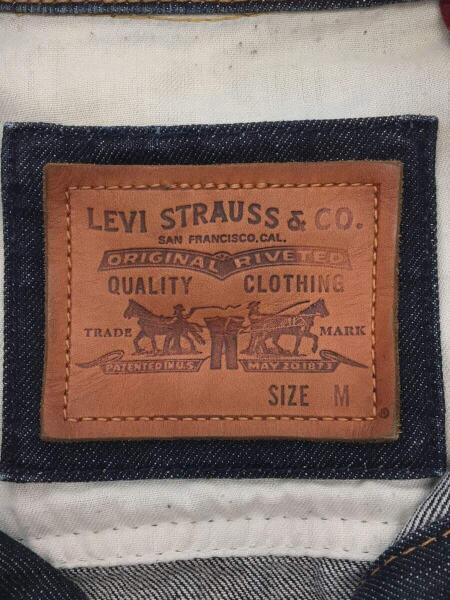 LEVI STRAUSS & CO.
SAN FRANCISCO, CAL.
ORIGINAL RIVETED
QUALITY CLOTHING
TRADE MARK
PATENTED IN U.S. MAY 20 1873
SIZE M
®